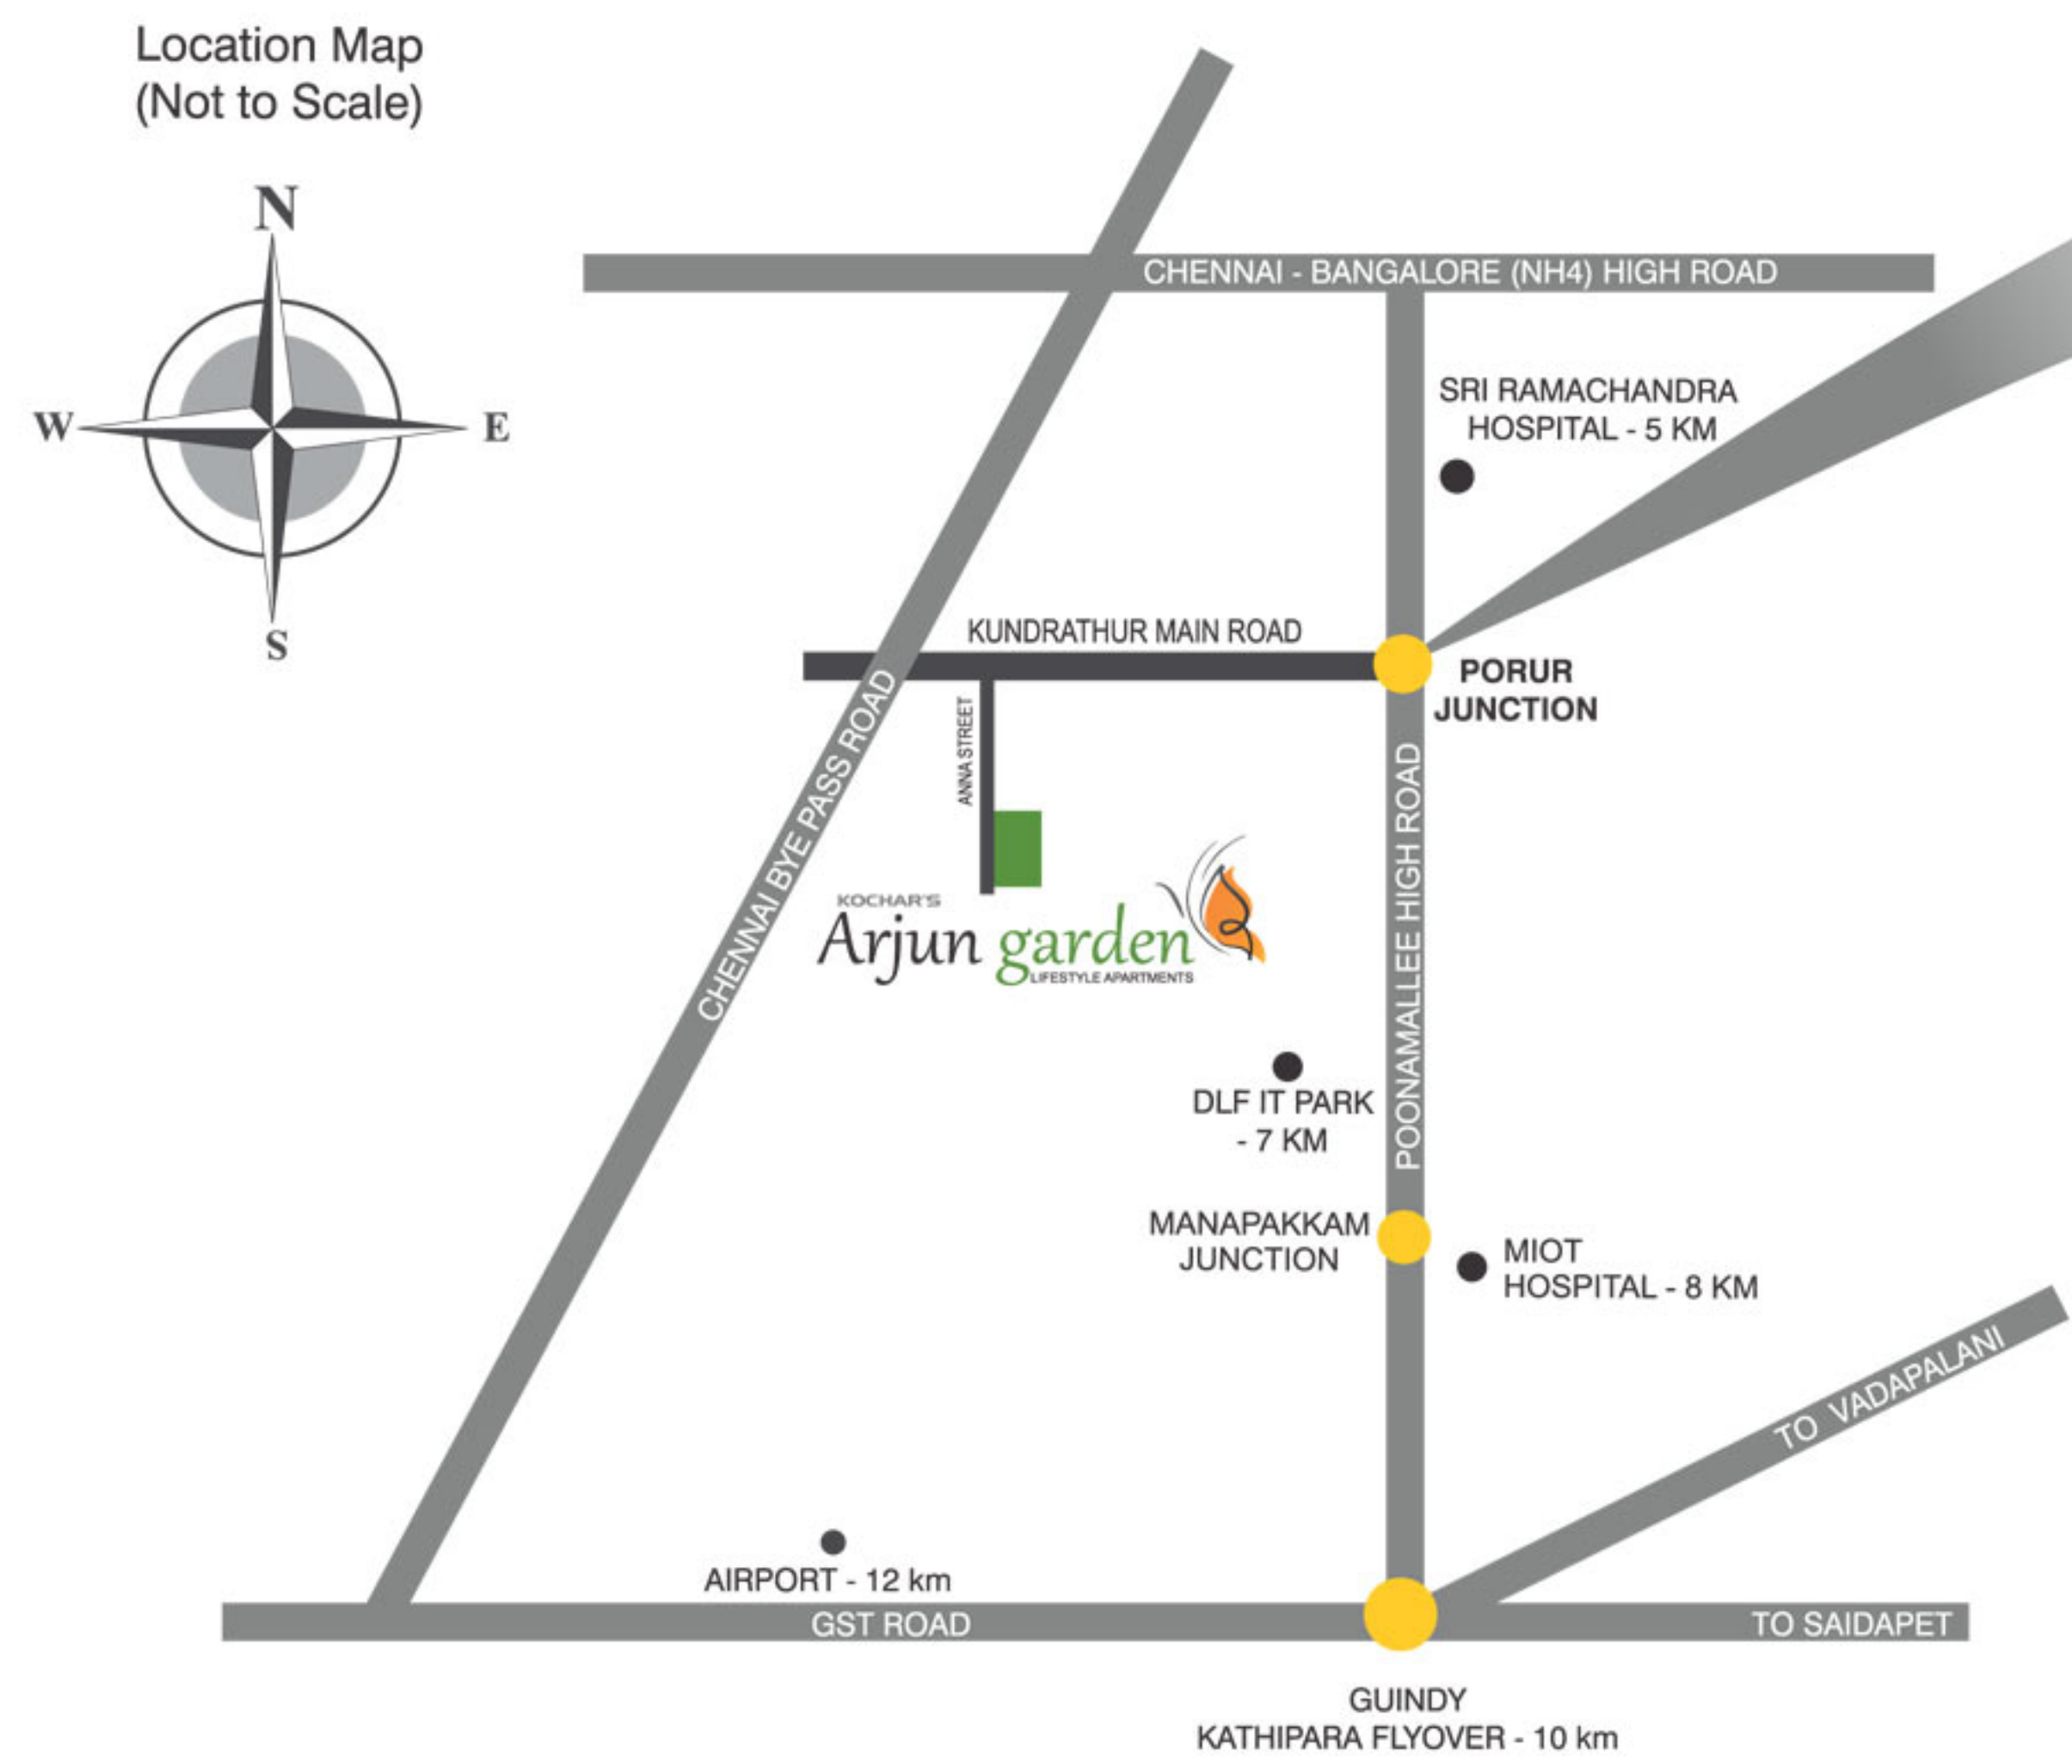 Location Map
(Not to Scale)
N
W
E
S
CHENNAI - BANGALORE (NH4) HIGH ROAD
SRI RAMACHANDRA
HOSPITAL - 5 KM
KUNDRATHUR MAIN ROAD
PORUR
JUNCTION
ANNA STREET
CHENNAI BYE PASS ROAD
POONAMALLEE HIGH ROAD
KOCHAR'S
Arjun garden
LIFESTYLE APARTMENTS
DLF IT PARK
- 7 KM
MANAPAKKAM
JUNCTION
MIOT
HOSPITAL - 8 KM
TO VADAPALANI
AIRPORT - 12 km
GST ROAD
TO SAIDAPET
GUINDY
KATHIPARA FLYOVER - 10 km